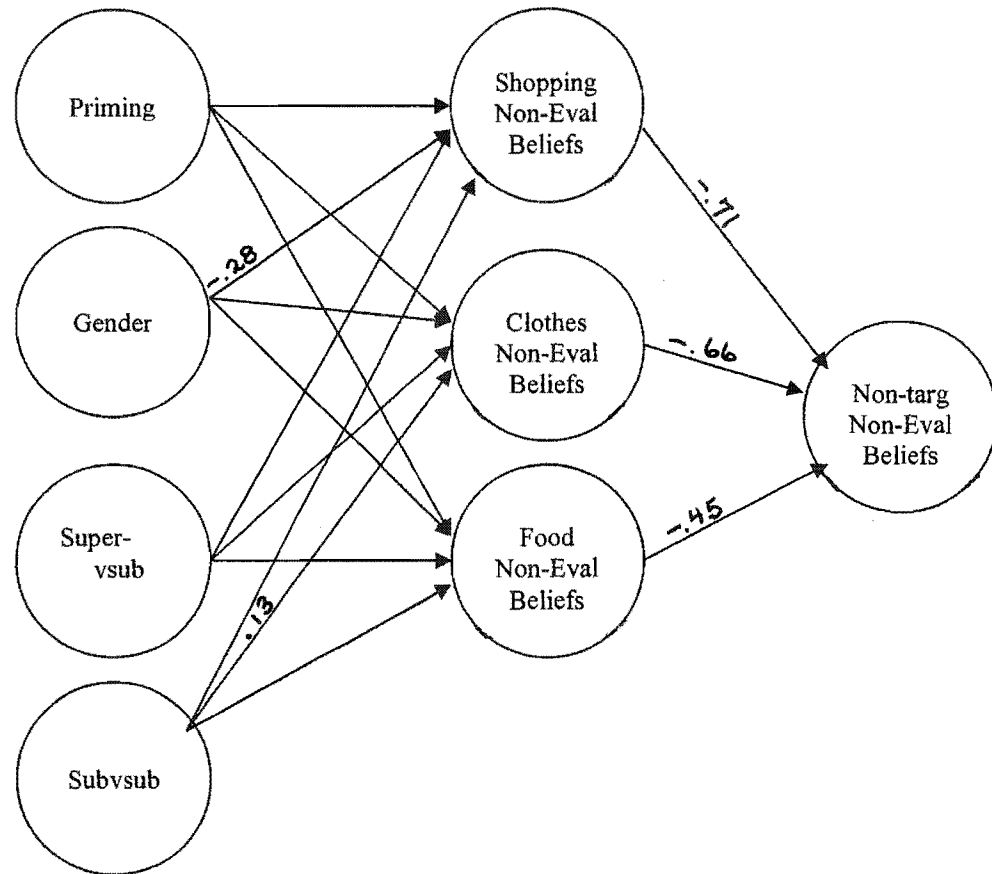 Priming
Shopping
Non-Eval
Beliefs
-.71
-.28
Gender
Clothes
Non-Eval
Beliefs
-.66
Non-targ
Non-Eval
Beliefs
Super-
vsub
Food
Non-Eval
Beliefs
-.45
.13
Subvsub